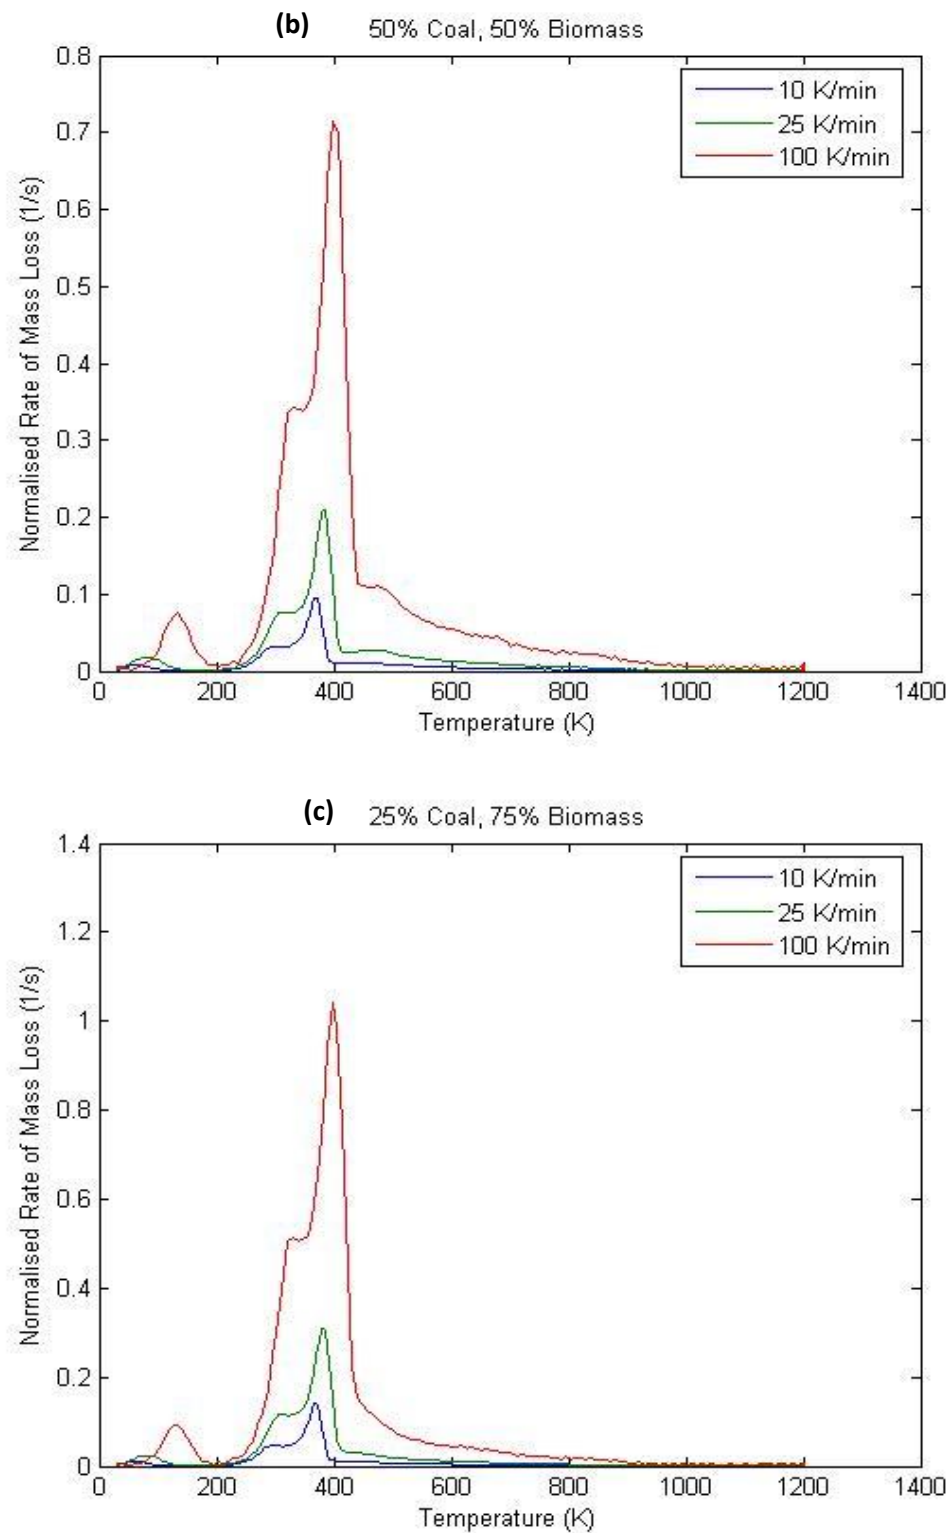 (b) 50% Coal, 50% Biomass
0.8
0.7
0.6
0.5
0.4
0.3
0.2
0.1
0
Normalised Rate of Mass Loss (1/s)
10 K/min
25 K/min
100 K/min
0 200 400 600 800 1000 1200 1400
Temperature (K)
(c) 25% Coal, 75% Biomass
1.4
1.2
1
0.8
0.6
0.4
0.2
0
Normalised Rate of Mass Loss (1/s)
10 K/min
25 K/min
100 K/min
0 200 400 600 800 1000 1200 1400
Temperature (K)